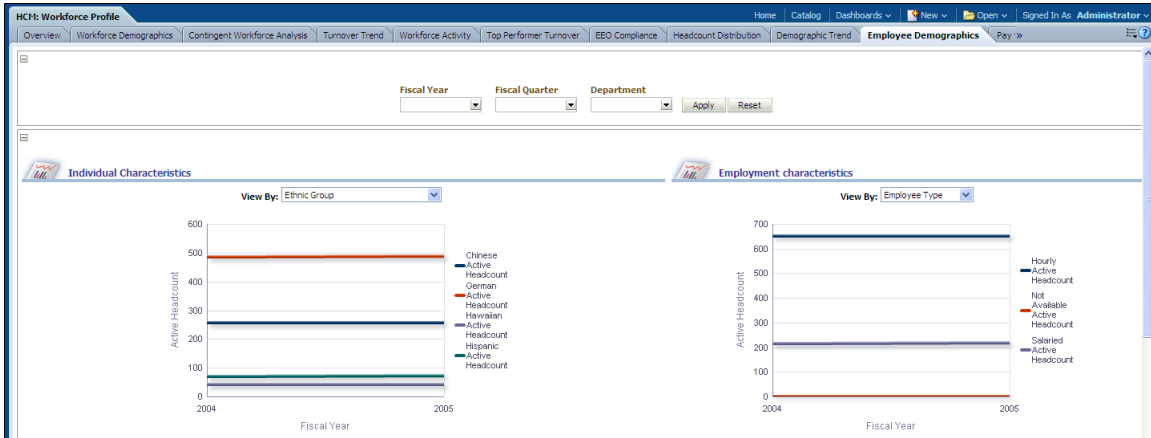 HCM: Workforce Profile
Home Catalog Dashboards New Open Signed In As Administrator
Overview Workforce Demographics Contingent Workforce Analysis Turnover Trend Workforce Activity Top Performer Turnover EEO Compliance Headcount Distribution Demographic Trend Employee Demographics Pay »
Fiscal Year Fiscal Quarter Department
Apply Reset
Individual Characteristics
View By: Ethnic Group
600
500
400
300
200
100
0
Active Headcount
2004 2005
Fiscal Year
Chinese
Active
Headcount
German
Active
Headcount
Hawaiian
Active
Headcount
Hispanic
Active
Headcount
Employment characteristics
View By: Employee Type
700
600
500
400
300
200
100
0
Active Headcount
2004 2005
Fiscal Year
Hourly
Active
Headcount
Not
Available
Active
Headcount
Salaried
Active
Headcount